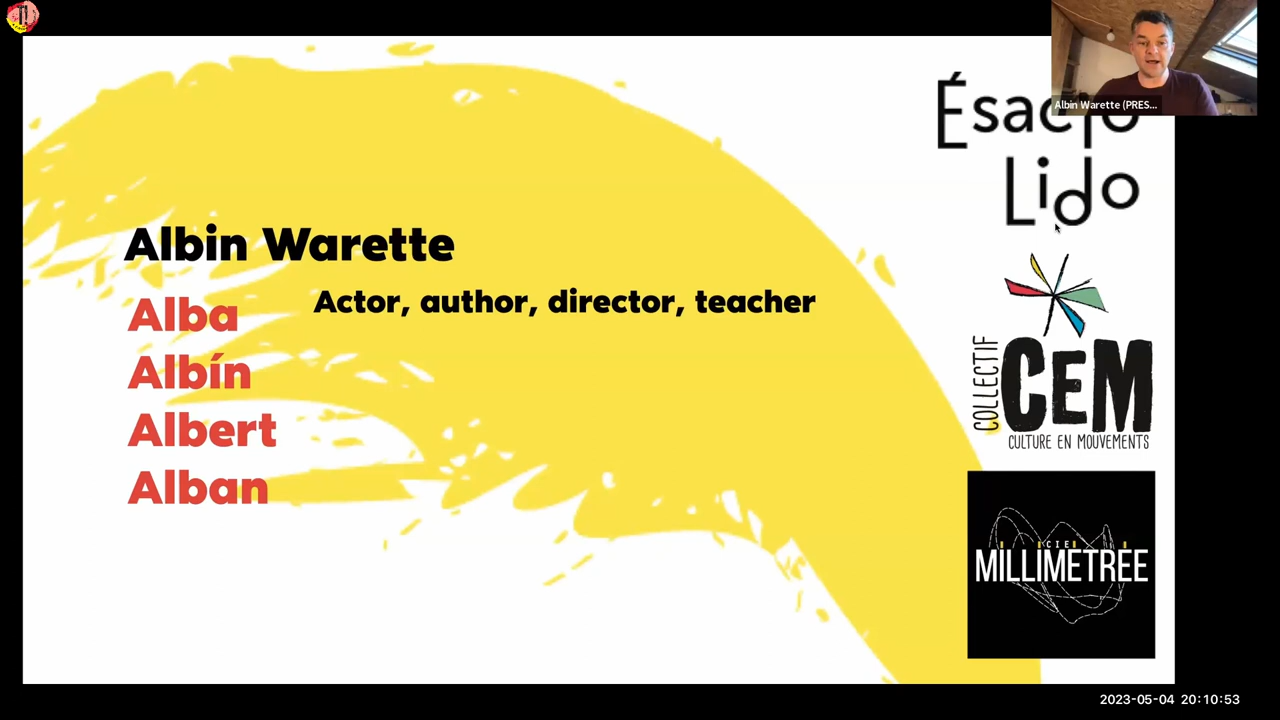 Albin Warette (PRES...
Ésacto
Lido
Albin Warette
Actor, author, director, teacher
Alba
Albín
Albert
Alban
COLLECTIF
CEM
CULTURE EN MOUVEMENTS
CIE
MILLIMETRÉE
2023-05-04 20:10:53